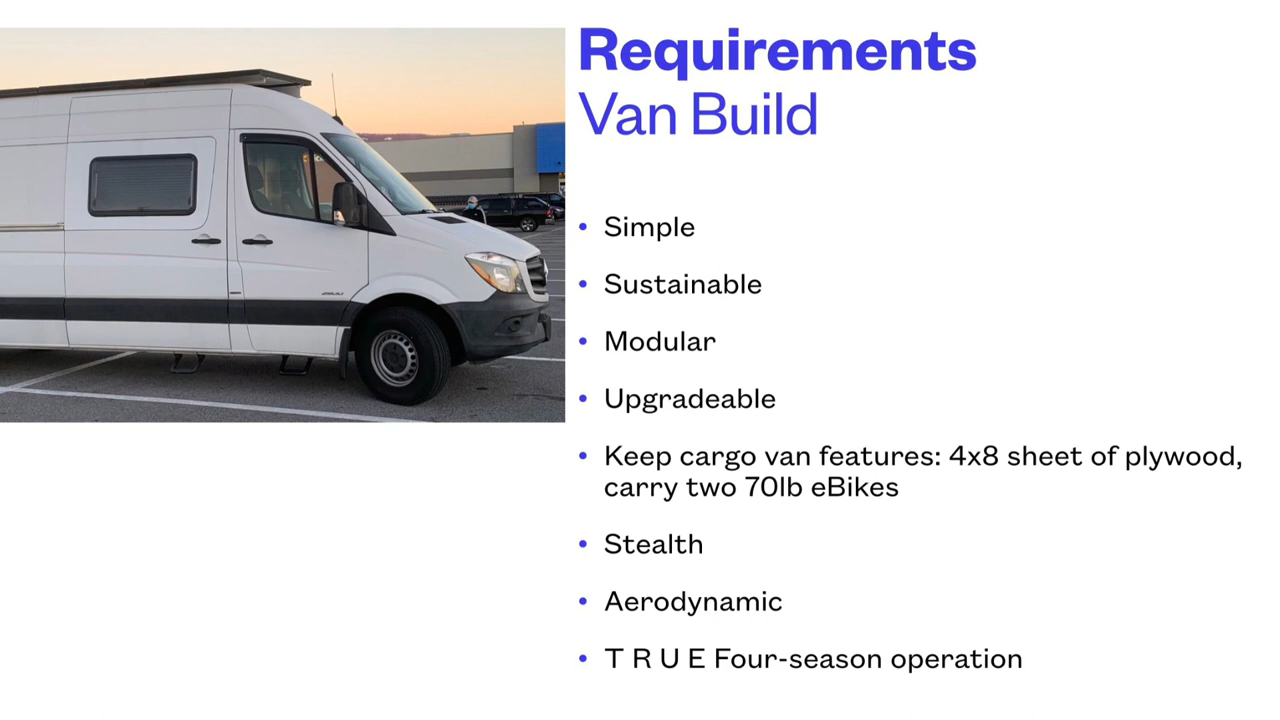 Requirements
Van Build
• Simple
• Sustainable
• Modular
• Upgradeable
• Keep cargo van features: 4x8 sheet of plywood,
carry two 70lb eBikes
• Stealth
• Aerodynamic
• T R U E Four-season operation